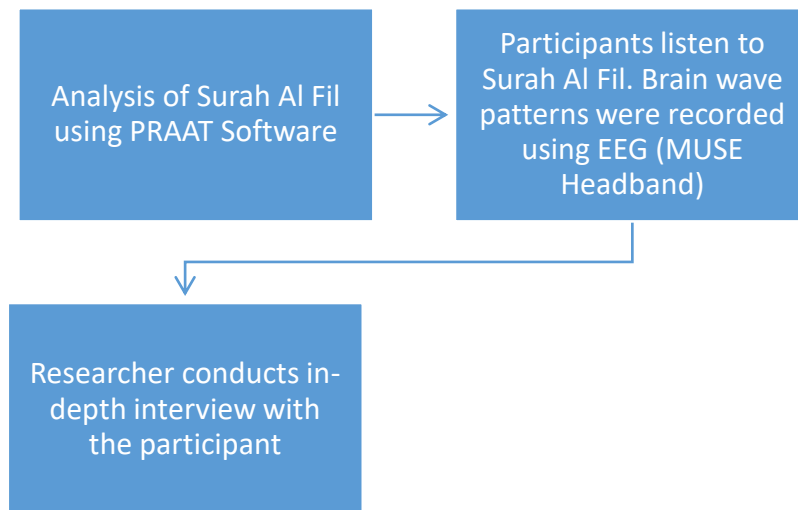 Analysis of Surah Al Fil
using PRAAT Software
Participants listen to
Surah Al Fil. Brain wave
patterns were recorded
using EEG (MUSE
Headband)
Researcher conducts in-
depth interview with
the participant